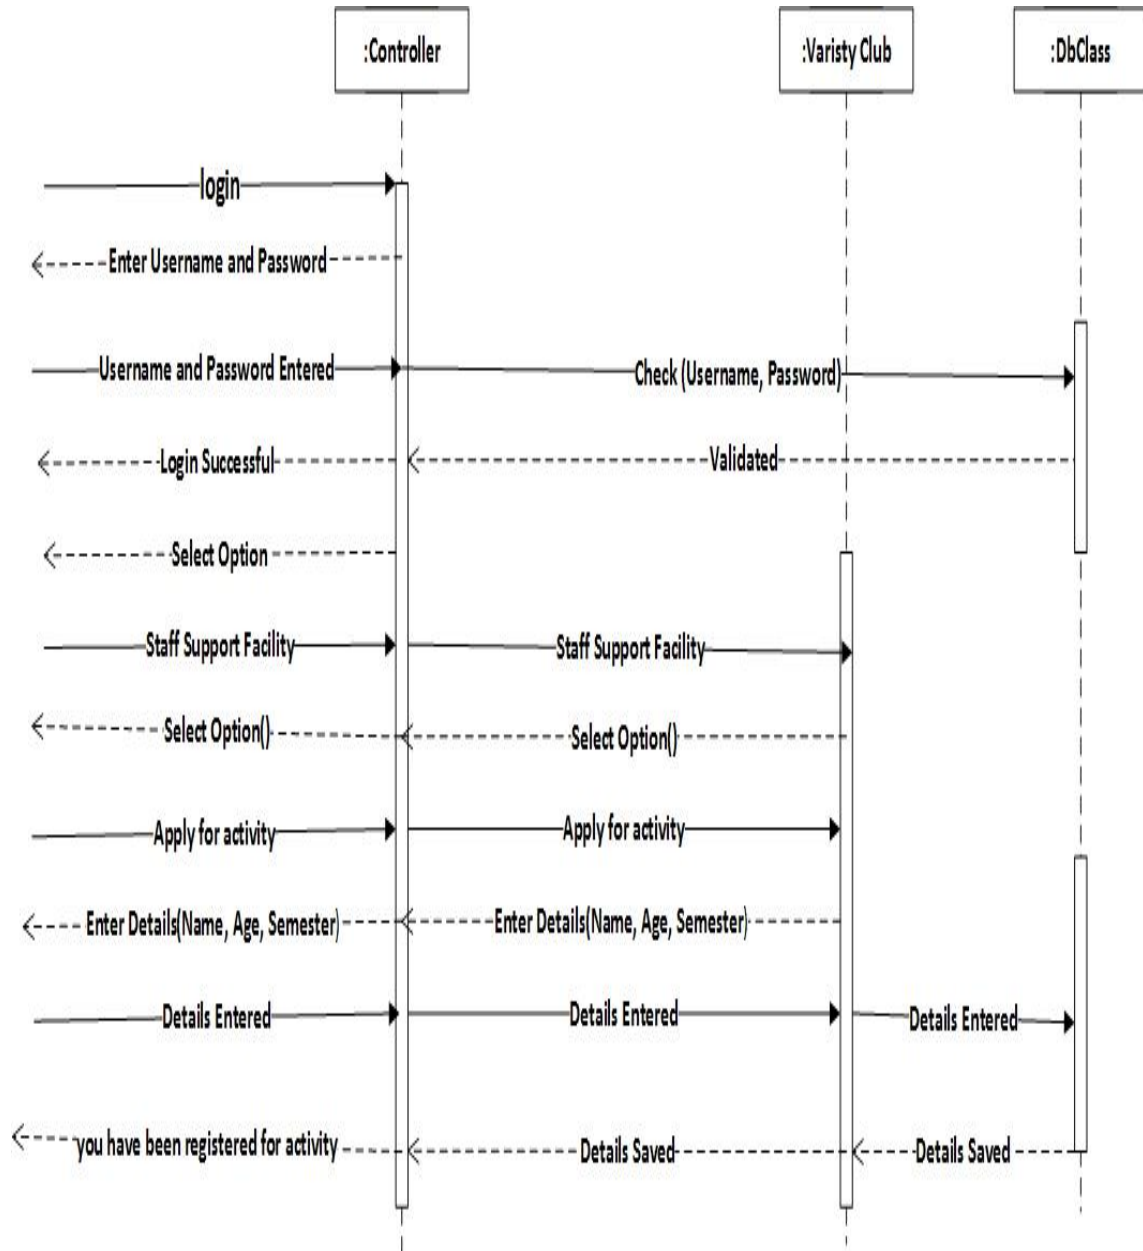 :Controller
:Varisty Club
:DbClass
login
Enter Username and Password
Username and Password Entered
Check (Username, Password)
Login Successful
Validated
Select Option
Staff Support Facility
Staff Support Facility
Select Option()
Select Option()
Apply for activity
Apply for activity
Enter Details(Name, Age, Semester)
Enter Details(Name, Age, Semester)
Details Entered
Details Entered
Details Entered
you have been registered for activity
Details Saved
Details Saved